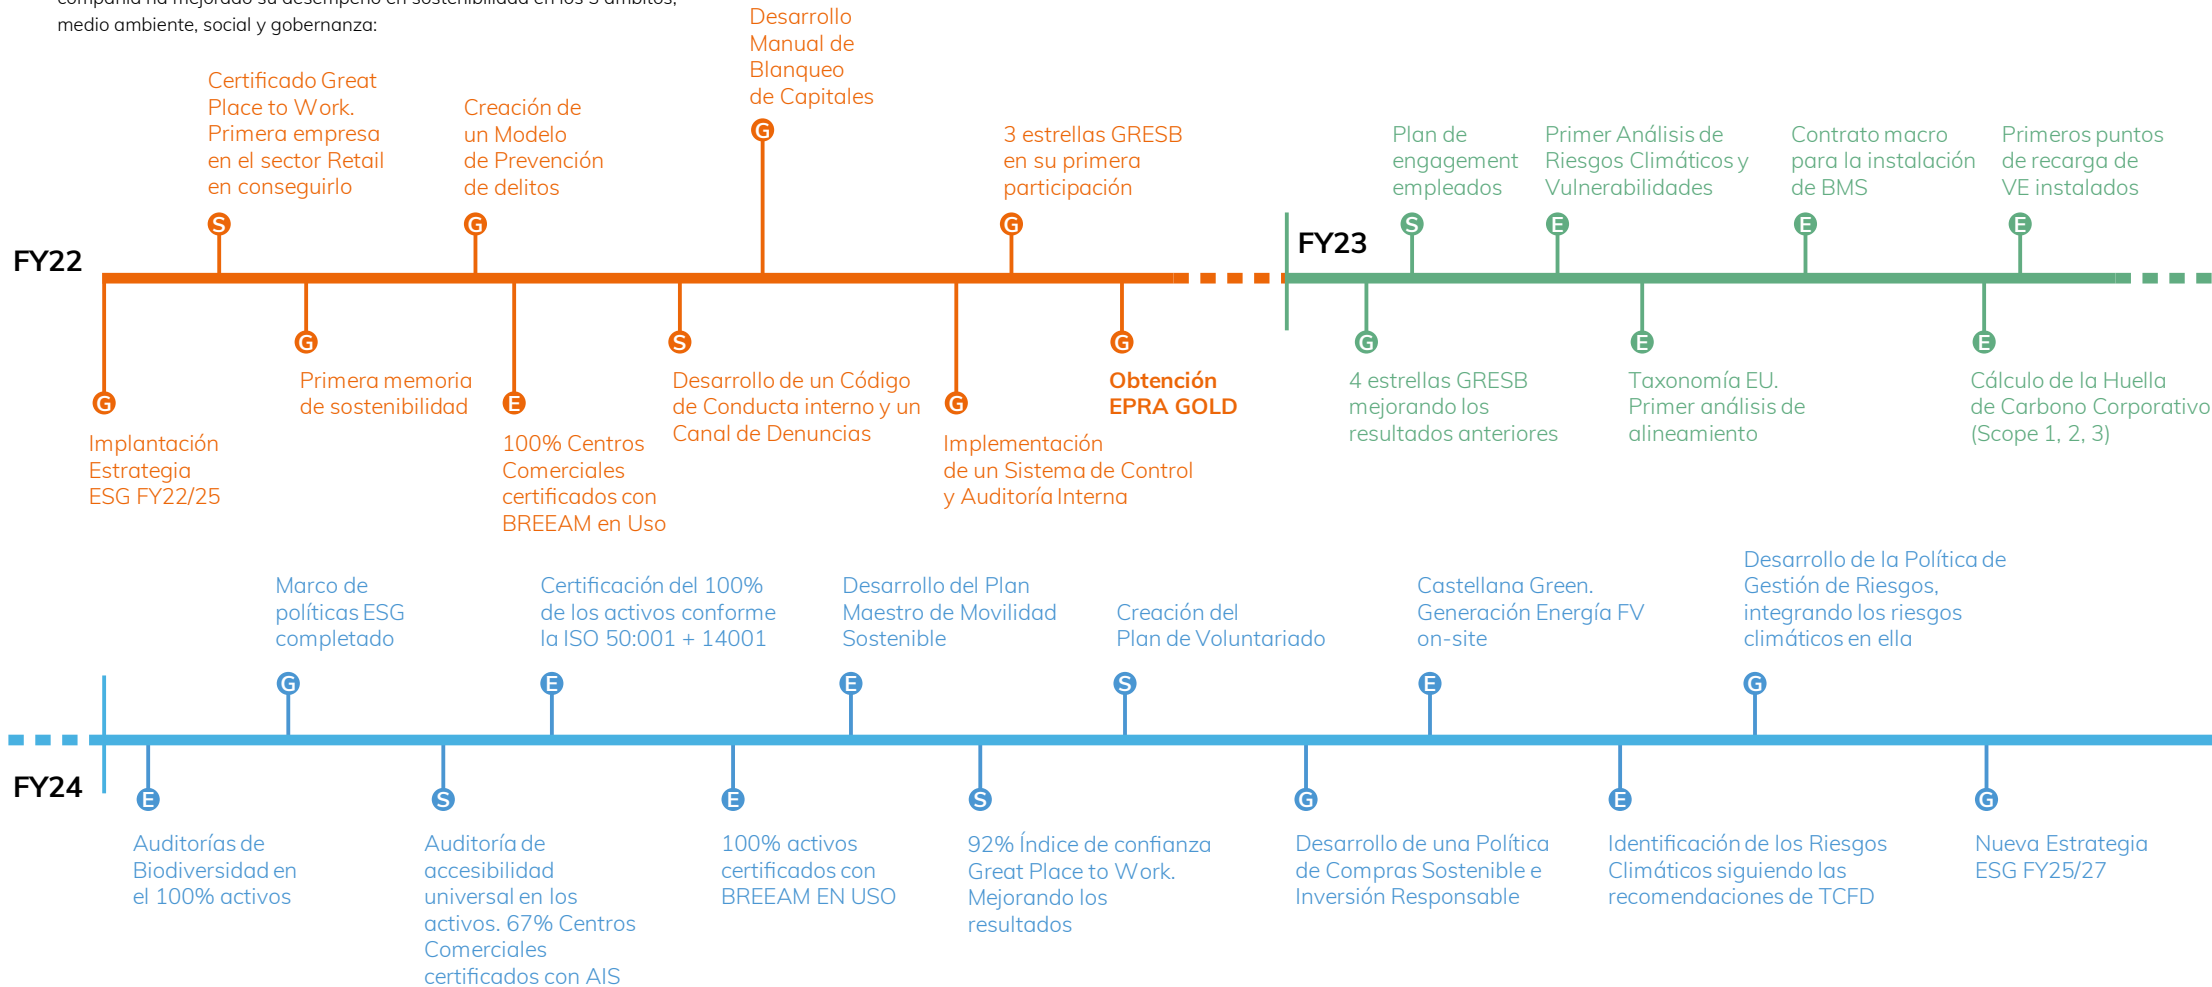 compañía ha mejorado su desempeño en sostenibilidad en los 3 ámbitos,
medio ambiente, social y gobernanza:
FY22
G
Implantación
Estrategia
ESG FY22/25
Certificado Great
Place to Work.
Primera empresa
en el sector Retail
en conseguirlo
S
G
Primera memoria
de sostenibilidad
Creación de
un Modelo
de Prevención
de delitos
G
E
100% Centros
Comerciales
certificados con
BREEAM en Uso
S
Desarrollo de un Código
de Conducta interno y un
Canal de Denuncias
Desarrollo
Manual de
Blanqueo
de Capitales
G
G
Implementación
de un Sistema de Control
y Auditoría Interna
3 estrellas GRESB
en su primera
participación
G
G
Obtención
EPRA GOLD
FY23
G
4 estrellas GRESB
mejorando los
resultados anteriores
Plan de
engagement
empleados
S
Primer Análisis de
Riesgos Climáticos y
Vulnerabilidades
E
E
Taxonomía EU.
Primer análisis de
alineamiento
Contrato macro
para la instalación
de BMS
E
E
Cálculo de la Huella
de Carbono Corporativo
(Scope 1, 2, 3)
Primeros puntos
de recarga de
VE instalados
E
FY24
E
Auditorías de
Biodiversidad en
el 100% activos
Marco de
políticas ESG
completado
G
S
Auditoría de
accesibilidad
universal en los
activos. 67% Centros
Comerciales
certificados con AIS
Certificación del 100%
de los activos conforme
la ISO 50:001 + 14001
E
E
100% activos
certificados con
BREEAM EN USO
Desarrollo del Plan
Maestro de Movilidad
Sostenible
E
S
92% Índice de confianza
Great Place to Work.
Mejorando los
resultados
Creación del
Plan de Voluntariado
S
G
Desarrollo de una Política
de Compras Sostenible e
Inversión Responsable
Castellana Green.
Generación Energía FV
on-site
E
E
Identificación de los Riesgos
Climáticos siguiendo las
recomendaciones de TCFD
Desarrollo de la Política de
Gestión de Riesgos,
integrando los riesgos
climáticos en ella
G
G
Nueva Estrategia
ESG FY25/27